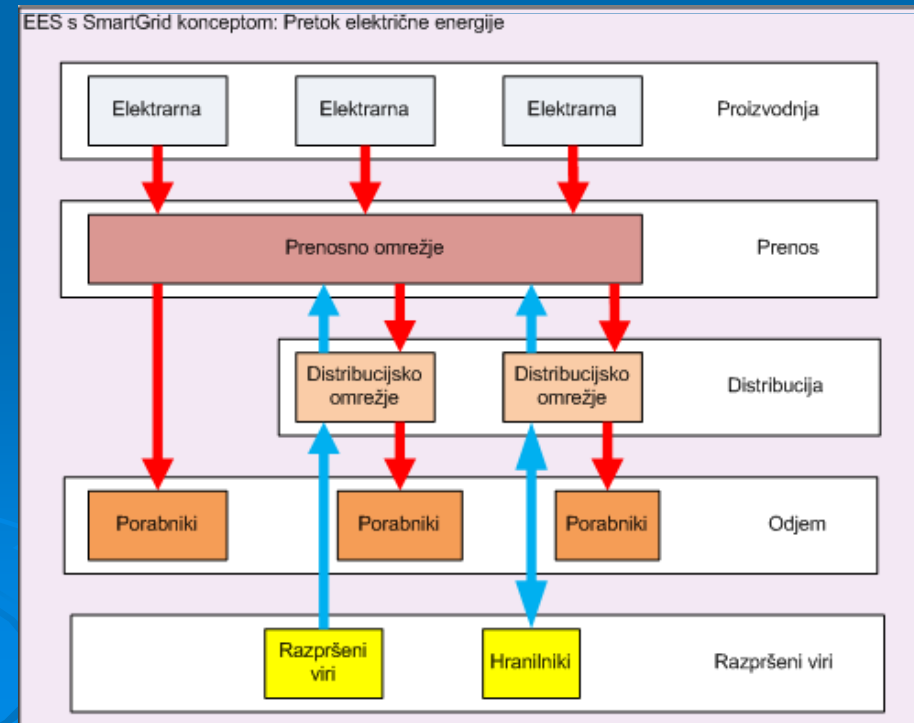 EES s SmartGrid konceptom: Pretok električne energije
Elektrarna
Elektrarna
Elektrarna
Proizvodnja
Prenosno omrežje
Prenos
Distribucijsko
omrežje
Distribucijsko
omrežje
Distribucija
Porabniki
Porabniki
Porabniki
Odjem
Razpršeni
viri
Hranilniki
Razpršeni viri